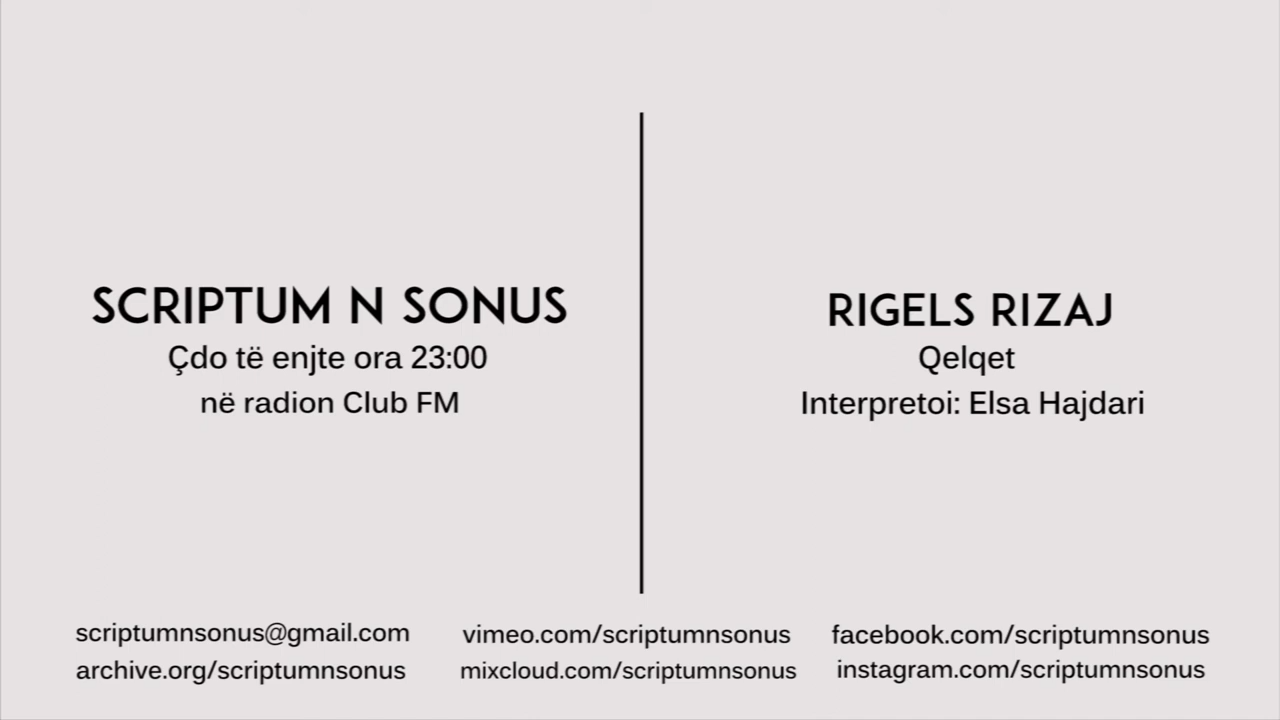 SCRIPTUM N SONUS
Çdo të enjte ora 23:00
në radion Club FM
RIGELS RIZAJ
Qelqet
Interpretoi: Elsa Hajdari
scriptumnsonus@gmail.com
archive.org/scriptumnsonus
vimeo.com/scriptumnsonus
mixcloud.com/scriptumnsonus
facebook.com/scriptumnsonus
instagram.com/scriptumnsonus